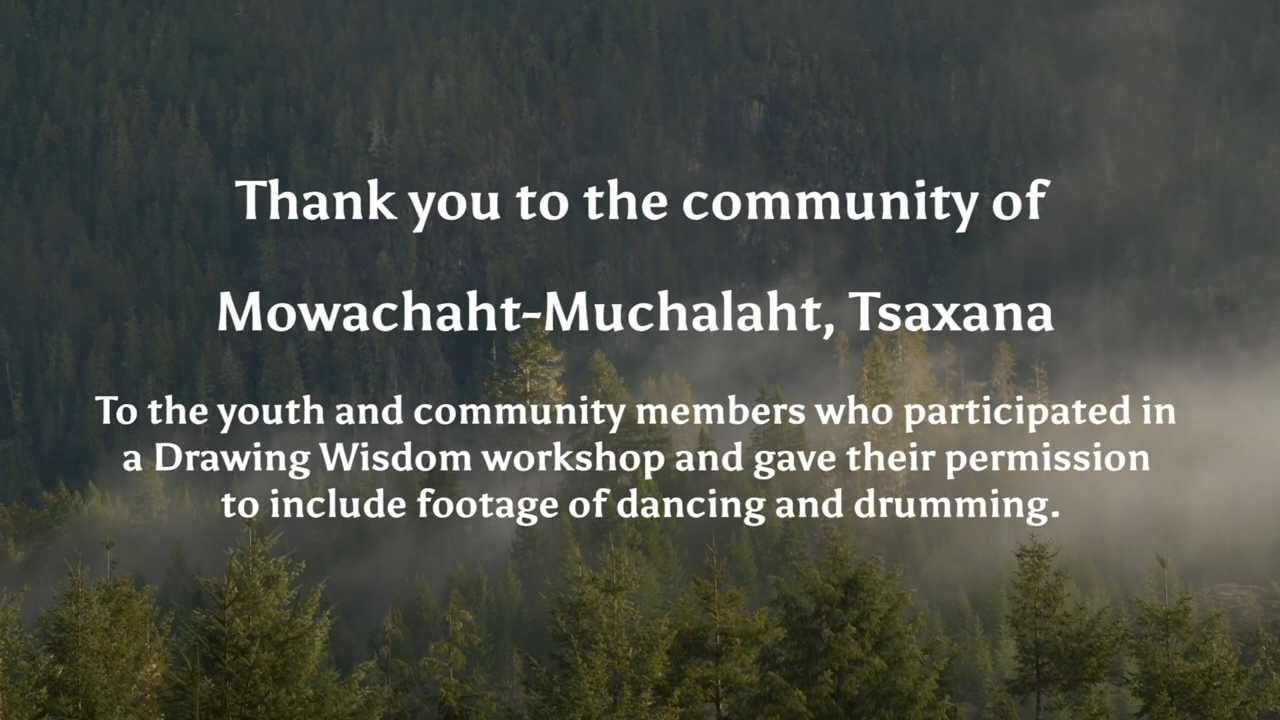 Thank you to the community of
Mowachaht-Muchalaht, Tsaxana
To the youth and community members who participated in
a Drawing Wisdom workshop and gave their permission
to include footage of dancing and drumming.